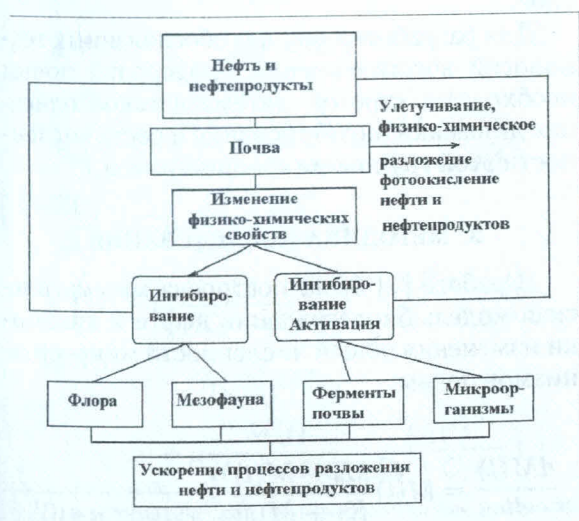 Нефть и
нефтепродукты
Улетучивание,
физико-химическое
разложение
фотоокисление
нефти и
нефтепродуктов
Почва
Изменение
физико-химических
свойств
Ингибиро-
вание
Ингибиро-
вание
Активация
Флора
Мезофауна
Ферменты
почвы
Микроор-
ганизмы
Ускорение процессов разложения
нефти и нефтепродуктов